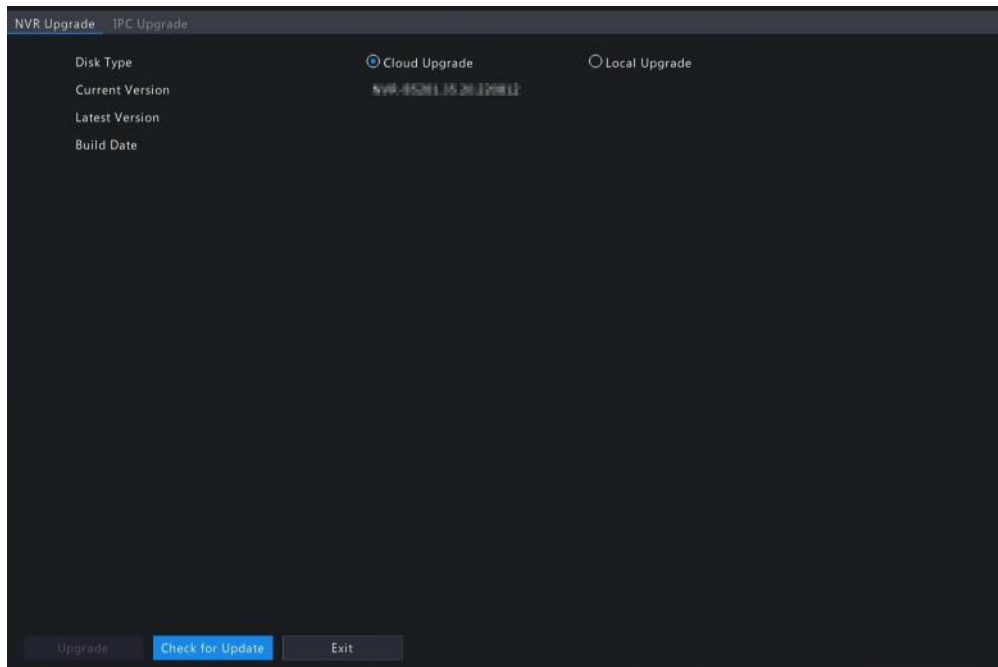 NVR Upgrade IPC Upgrade
Disk Type Cloud Upgrade Local Upgrade
Current Version
Latest Version
Build Date
Upgrade Check for Update Exit